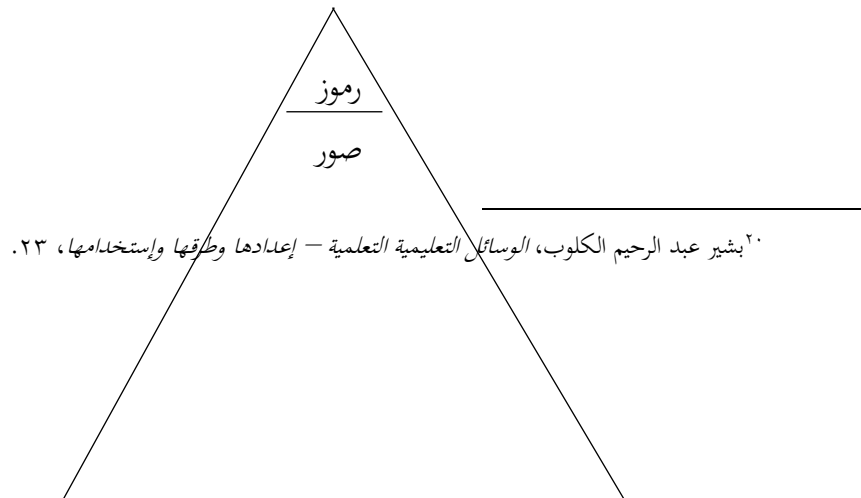 رموز
صور
٢٠بشير عبد الرحيم الكلوب، الوسائل التعليمية التعلمية – إعدادها وطرقها وإستخدامها، ٢٣.